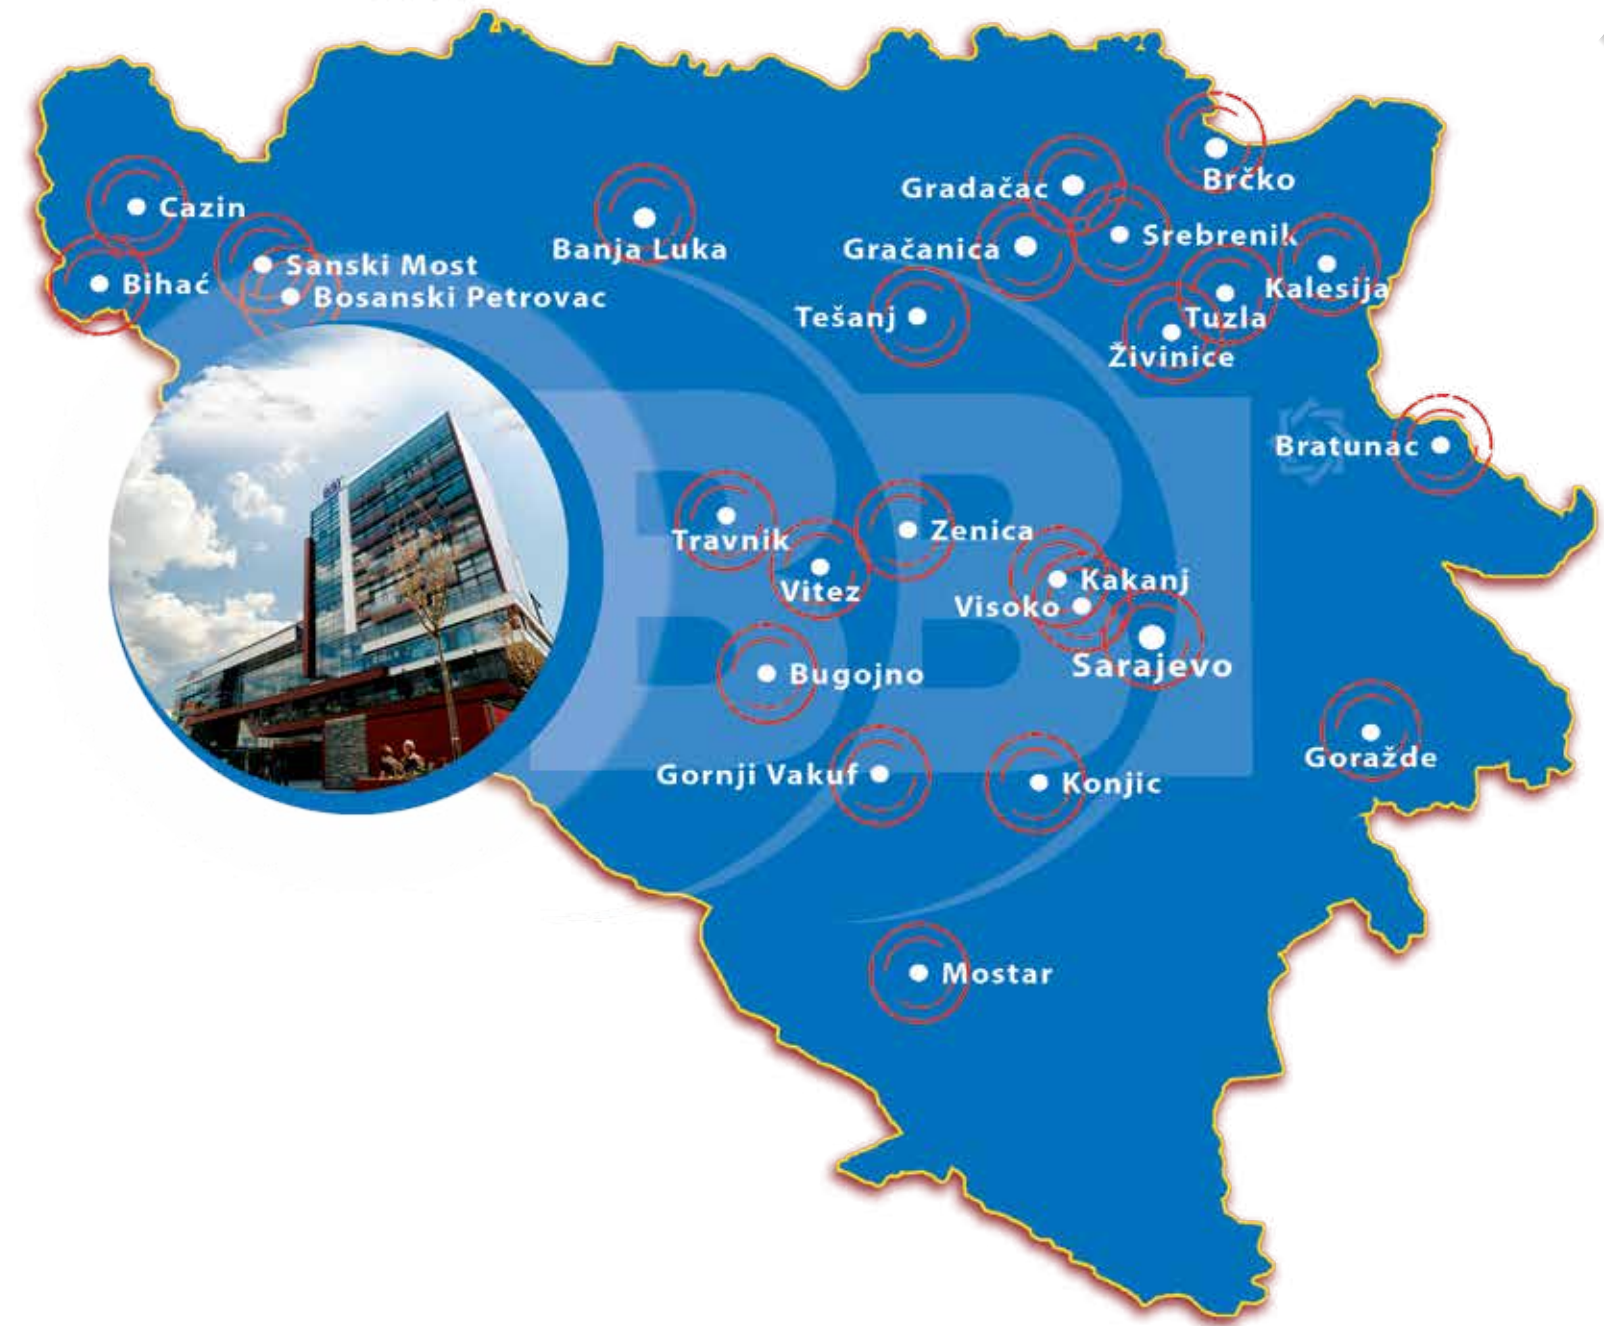 Brčko
Gradačac
Cazin
Srebrenik
Banja Luka
Gračanica
Sanski Most
Kalesija
Bihać
Bosanski Petrovac
Tešanj
Tuzla
Živinice
Bratunac
BBI
Travnik
Zenica
Vitez
Kakanj
Visoko
Sarajevo
Bugojno
Goražde
Gornji Vakuf
Konjic
Mostar